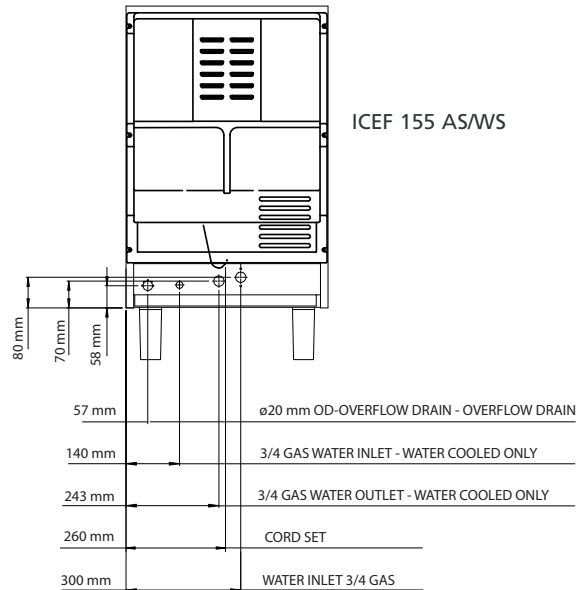 ICEF 155 AS/WS
80 mm
70 mm
58 mm
57 mm ø20 mm OD-OVERFLOW DRAIN - OVERFLOW DRAIN
140 mm 3/4 GAS WATER INLET - WATER COOLED ONLY
243 mm 3/4 GAS WATER OUTLET - WATER COOLED ONLY
260 mm CORD SET
300 mm WATER INLET 3/4 GAS